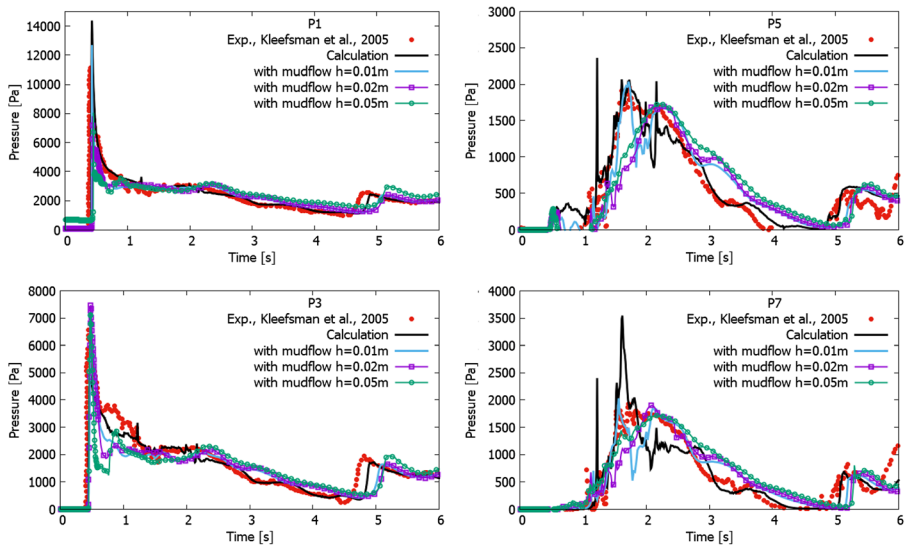 P1
Exp., Kleefsman et al., 2005
Calculation
with mudflow h=0.01m
with mudflow h=0.02m
with mudflow h=0.05m
Pressure [Pa]
14000
12000
10000
8000
6000
4000
2000
0
0 1 2 3 4 5 6
Time [s]
P5
Exp., Kleefsman et al., 2005
Calculation
with mudflow h=0.01m
with mudflow h=0.02m
with mudflow h=0.05m
Pressure [Pa]
3000
2500
2000
1500
1000
500
0
0 1 2 3 4 5 6
Time [s]
P3
Exp., Kleefsman et al., 2005
Calculation
with mudflow h=0.01m
with mudflow h=0.02m
with mudflow h=0.05m
Pressure [Pa]
8000
7000
6000
5000
4000
3000
2000
1000
0
0 1 2 3 4 5 6
Time [s]
P7
Exp., Kleefsman et al., 2005
Calculation
with mudflow h=0.01m
with mudflow h=0.02m
with mudflow h=0.05m
Pressure [Pa]
3500
3000
2500
2000
1500
1000
500
0
0 1 2 3 4 5 6
Time [s]